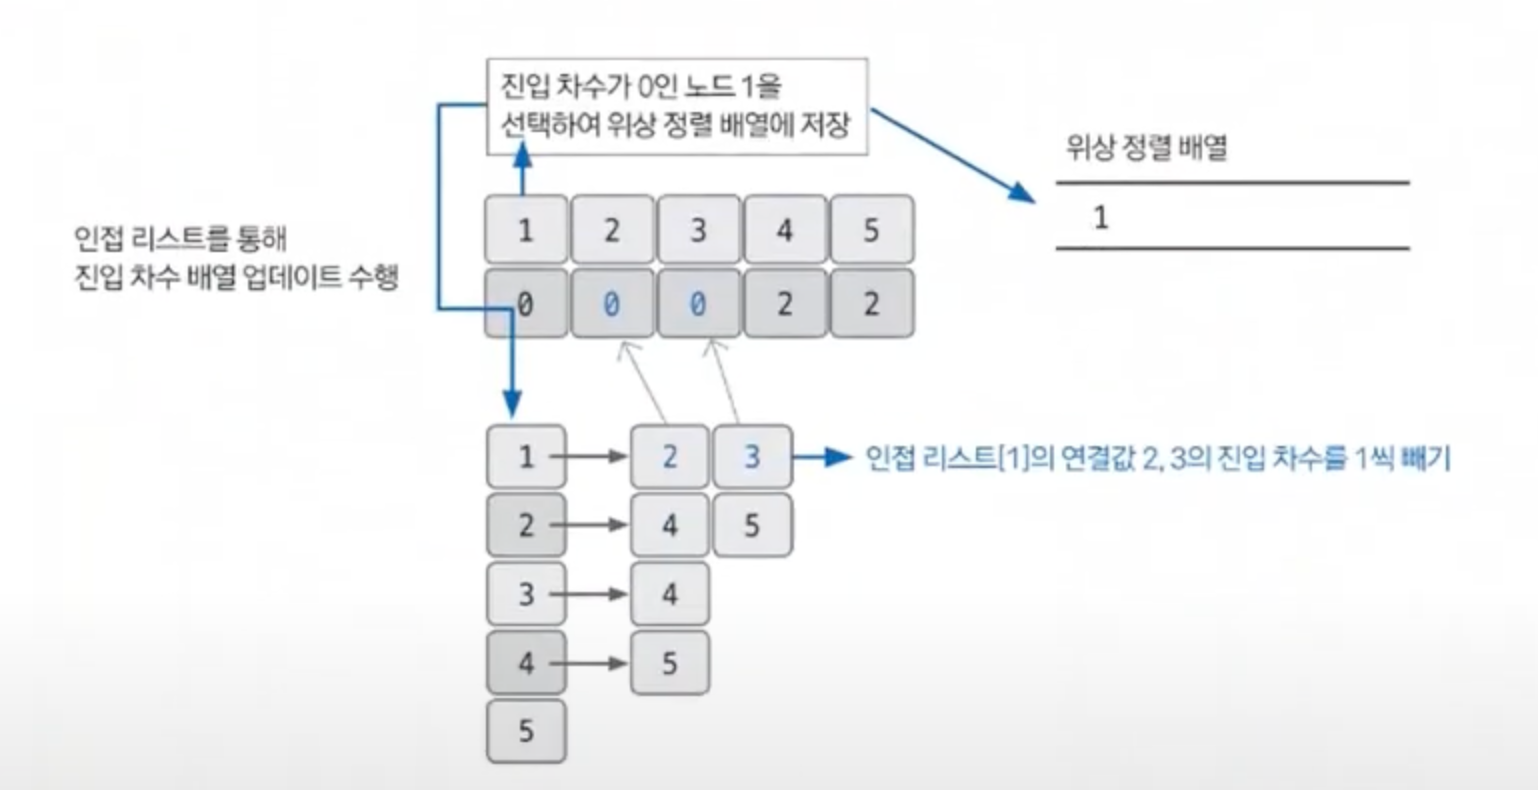 진입 차수가 0인 노드 1을
선택하여 위상 정렬 배열에 저장
위상 정렬 배열
1
인접 리스트를 통해
진입 차수 배열 업데이트 수행
1 2 3 4 5
0 0 0 2 2
1 2 3 인접 리스트[1]의 연결값 2, 3의 진입 차수를 1씩 빼기
2 4 5
3 4
4 5
5